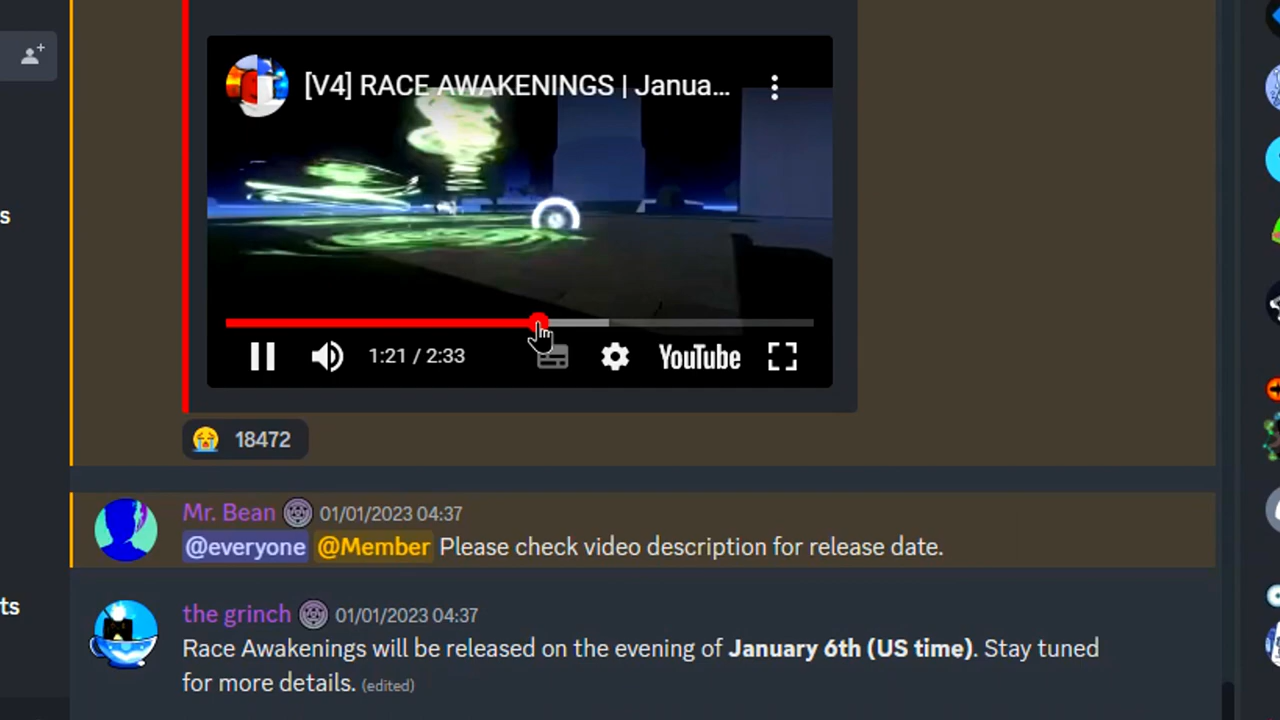 [V4] RACE AWAKENINGS | Janua...
1:21 / 2:33
YouTube
18472
Mr. Bean 01/01/2023 04:37
@everyone @Member Please check video description for release date.
the grinch 01/01/2023 04:37
Race Awakenings will be released on the evening of January 6th (US time). Stay tuned
for more details. (edited)
s
ts